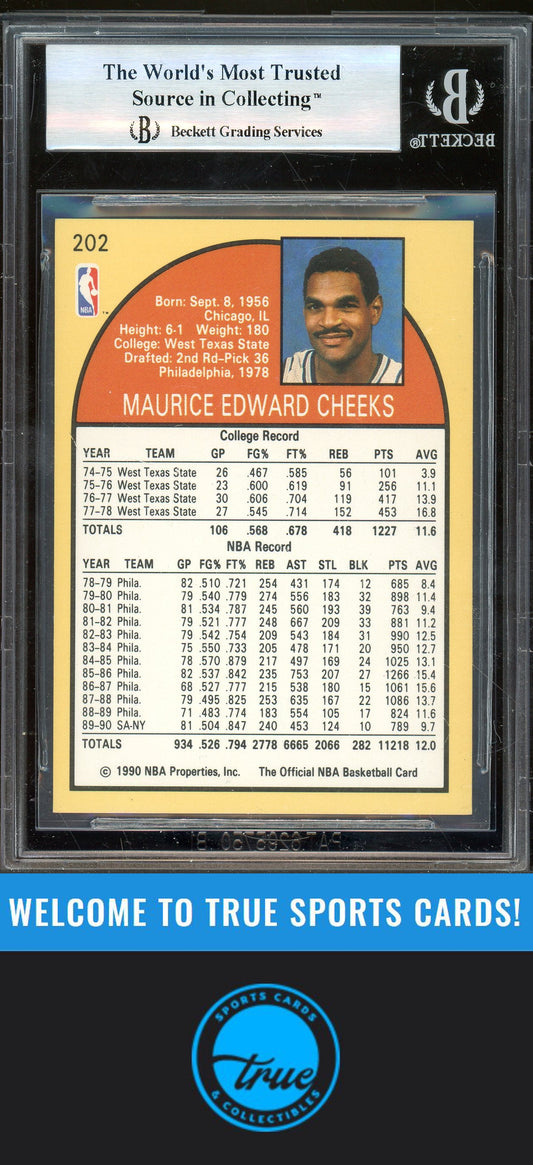 The World's Most Trusted
Source in Collecting™
Beckett Grading Services
B
BECKETT®
202
NBA
™
Born: Sept. 8, 1956
Chicago, IL
Height: 6-1 Weight: 180
College: West Texas State
Drafted: 2nd Rd-Pick 36
Philadelphia, 1978
MAURICE EDWARD CHEEKS
College Record
YEAR TEAM GP FG% FT% REB PTS AVG
74-75 West Texas State 26 .467 .585 56 101 3.9
75-76 West Texas State 23 .600 .619 91 256 11.1
76-77 West Texas State 30 .606 .704 119 417 13.9
77-78 West Texas State 27 .545 .714 152 453 16.8
TOTALS 106 .568 .678 418 1227 11.6
NBA Record
YEAR TEAM GP FG% FT% REB AST STL BLK PTS AVG
78-79 Phila. 82 .510 .721 254 431 174 12 685 8.4
79-80 Phila. 79 .540 .779 274 556 183 32 898 11.4
80-81 Phila. 81 .534 .787 245 560 193 39 763 9.4
81-82 Phila. 79 .521 .777 248 667 209 33 881 11.2
82-83 Phila. 79 .542 .754 209 543 184 31 990 12.5
83-84 Phila. 75 .550 .733 205 478 171 20 950 12.7
84-85 Phila. 78 .570 .879 217 497 169 24 1025 13.1
85-86 Phila. 82 .537 .842 235 753 207 27 1266 15.4
86-87 Phila. 68 .527 .777 215 538 180 15 1061 15.6
87-88 Phila. 79 .495 .825 253 635 167 22 1086 13.7
88-89 Phila. 71 .483 .774 183 554 105 17 824 11.6
89-90 SA-NY 81 .504 .847 240 453 124 10 789 9.7
TOTALS 934 .526 .794 2778 6665 2066 282 11218 12.0
© 1990 NBA Properties, Inc. The Official NBA Basketball Card
WELCOME TO TRUE SPORTS CARDS!
SPORTS CARDS
true
& COLLECTIBLES